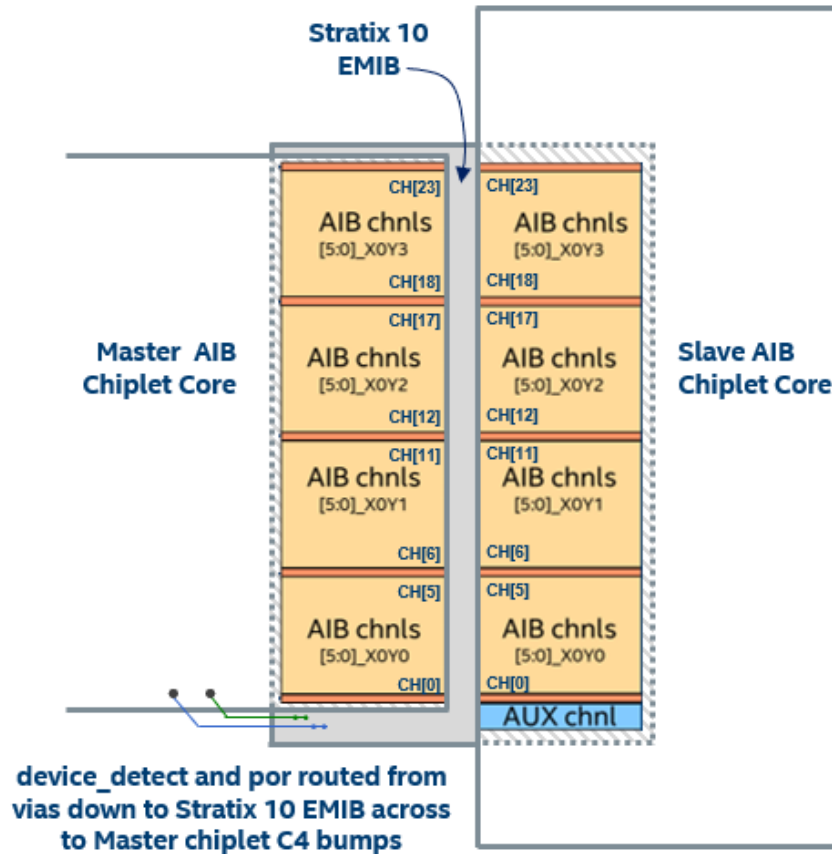 Stratix 10
EMIB
Master AIB
Chiplet Core
CH[23]
AIB chnls
[5:0]_X0Y3
CH[18]
CH[17]
AIB chnls
[5:0]_X0Y2
CH[12]
CH[11]
AIB chnls
[5:0]_X0Y1
CH[6]
CH[5]
AIB chnls
[5:0]_X0Y0
CH[0]
CH[23]
AIB chnls
[5:0]_X0Y3
CH[18]
CH[17]
AIB chnls
[5:0]_X0Y2
CH[12]
CH[11]
AIB chnls
[5:0]_X0Y1
CH[6]
CH[5]
AIB chnls
[5:0]_X0Y0
CH[0]
AUX chnl
Slave AIB
Chiplet Core
device_detect and por routed from
vias down to Stratix 10 EMIB across
to Master chiplet C4 bumps